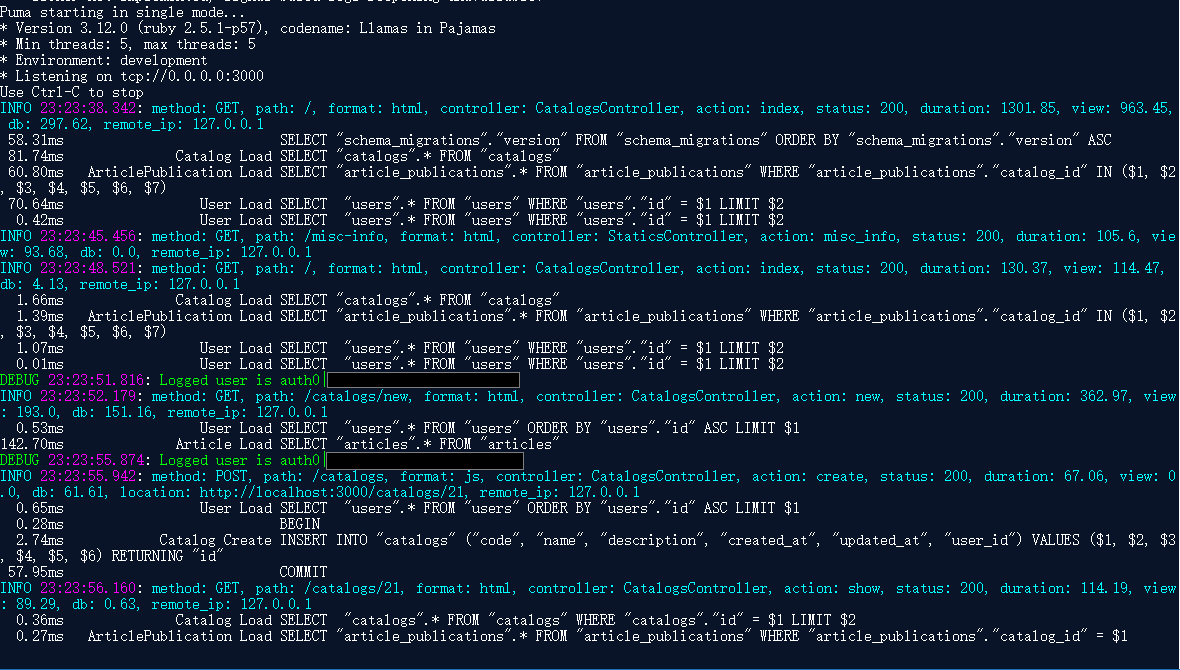 Puma starting in single mode...
* Version 3.12.0 (ruby 2.5.1-p57), codename: Llamas in Pajamas
* Min threads: 5, max threads: 5
* Environment: development
* Listening on tcp://0.0.0.0:3000
Use Ctrl-C to stop
INFO 23:23:38.342: method: GET, path: /, format: html, controller: CatalogsController, action: index, status: 200, duration: 1301.85, view: 963.45,
db: 297.62, remote_ip: 127.0.0.1
58.31ms SELECT "schema_migrations"."version" FROM "schema_migrations" ORDER BY "schema_migrations"."version" ASC
81.74ms Catalog Load SELECT "catalogs".* FROM "catalogs"
60.80ms ArticlePublication Load SELECT "article_publications".* FROM "article_publications" WHERE "article_publications"."catalog_id" IN ($1, $2
, $3, $4, $5, $6, $7)
70.64ms User Load SELECT "users".* FROM "users" WHERE "users"."id" = $1 LIMIT $2
0.42ms User Load SELECT "users".* FROM "users" WHERE "users"."id" = $1 LIMIT $2
INFO 23:23:45.456: method: GET, path: /misc-info, format: html, controller: StaticsController, action: misc_info, status: 200, duration: 105.6, vie
w: 93.68, db: 0.0, remote_ip: 127.0.0.1
INFO 23:23:48.521: method: GET, path: /, format: html, controller: CatalogsController, action: index, status: 200, duration: 130.37, view: 114.47,
db: 4.13, remote_ip: 127.0.0.1
1.66ms Catalog Load SELECT "catalogs".* FROM "catalogs"
1.39ms ArticlePublication Load SELECT "article_publications".* FROM "article_publications" WHERE "article_publications"."catalog_id" IN ($1, $2
, $3, $4, $5, $6, $7)
1.07ms User Load SELECT "users".* FROM "users" WHERE "users"."id" = $1 LIMIT $2
0.01ms User Load SELECT "users".* FROM "users" WHERE "users"."id" = $1 LIMIT $2
DEBUG 23:23:51.816: Logged user is auth0|
INFO 23:23:52.179: method: GET, path: /catalogs/new, format: html, controller: CatalogsController, action: new, status: 200, duration: 362.97, view
: 193.0, db: 151.16, remote_ip: 127.0.0.1
0.53ms User Load SELECT "users".* FROM "users" ORDER BY "users"."id" ASC LIMIT $1
142.70ms Article Load SELECT "articles".* FROM "articles"
DEBUG 23:23:55.874: Logged user is auth0|
INFO 23:23:55.942: method: POST, path: /catalogs, format: js, controller: CatalogsController, action: create, status: 200, duration: 67.06, view: 0
.0, db: 61.61, location: http://localhost:3000/catalogs/21, remote_ip: 127.0.0.1
0.65ms User Load SELECT "users".* FROM "users" ORDER BY "users"."id" ASC LIMIT $1
0.28ms BEGIN
2.74ms Catalog Create INSERT INTO "catalogs" ("code", "name", "description", "created_at", "updated_at", "user_id") VALUES ($1, $2, $3
, $4, $5, $6) RETURNING "id"
57.95ms COMMIT
INFO 23:23:56.160: method: GET, path: /catalogs/21, format: html, controller: CatalogsController, action: show, status: 200, duration: 114.19, view
: 89.29, db: 0.63, remote_ip: 127.0.0.1
0.36ms Catalog Load SELECT "catalogs".* FROM "catalogs" WHERE "catalogs"."id" = $1 LIMIT $2
0.27ms ArticlePublication Load SELECT "article_publications".* FROM "article_publications" WHERE "article_publications"."catalog_id" = $1